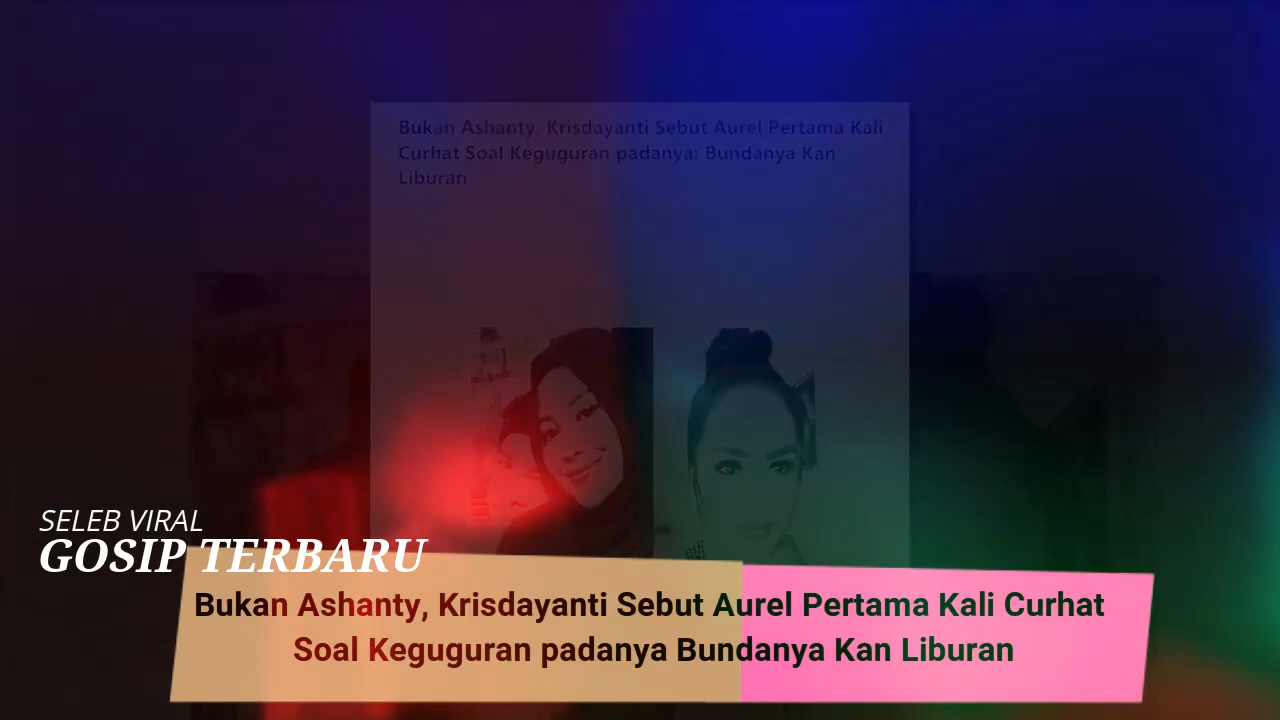 Bukan Ashanty, Krisdayanti Sebut Aurel Pertama Kali
Curhat Soal Keguguran padanya: Bundanya Kan
Liburan
SELEB VIRAL
GOSIP TERBARU
Bukan Ashanty, Krisdayanti Sebut Aurel Pertama Kali Curhat
Soal Keguguran padanya Bundanya Kan Liburan